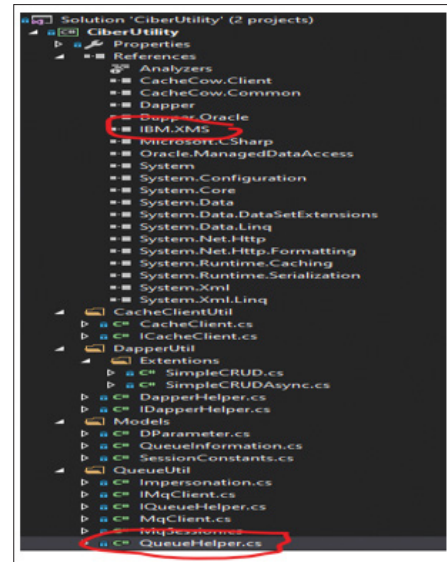 Solution 'CiberUtility' (2 projects)
CiberUtility
Properties
References
Analyzers
CacheCow.Client
CacheCow.Common
Dapper
Dapper.Oracle
IBM.XMS
Microsoft.CSharp
Oracle.ManagedDataAccess
System
System.Configuration
System.Core
System.Data
System.Data.DataSetExtensions
System.Data.Linq
System.Net.Http
System.Net.Http.Formatting
System.Runtime.Caching
System.Runtime.Serialization
System.Xml
System.Xml.Linq
CacheClientUtil
CacheClient.cs
ICacheClient.cs
DapperUtil
Extentions
SimpleCRUD.cs
SimpleCRUDAsync.cs
DapperHelper.cs
IDapperHelper.cs
Models
DParameter.cs
QueueInformation.cs
SessionConstants.cs
QueueUtil
Impersonation.cs
IMqClient.cs
IQueueHelper.cs
MqClient.cs
MqSession.cs
QueueHelper.cs